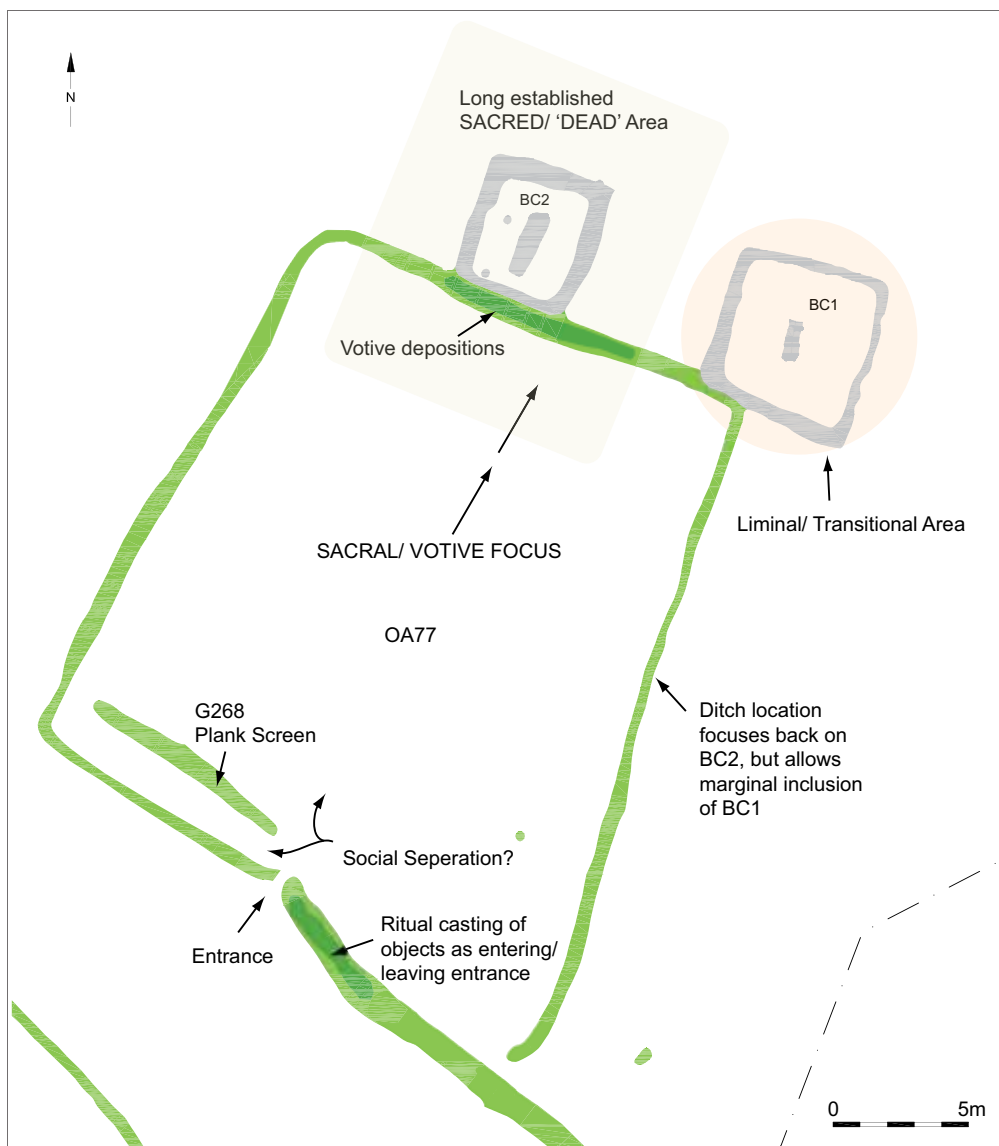 N
Long established
SACRED/ ‘DEAD’ Area
BC2
BC1
Votive depositions
Liminal/ Transitional Area
SACRAL/ VOTIVE FOCUS
OA77
G268
Plank Screen
Ditch location
focuses back on
BC2, but allows
marginal inclusion
of BC1
Social Seperation?
Entrance
Ritual casting of
objects as entering/
leaving entrance
0 5m